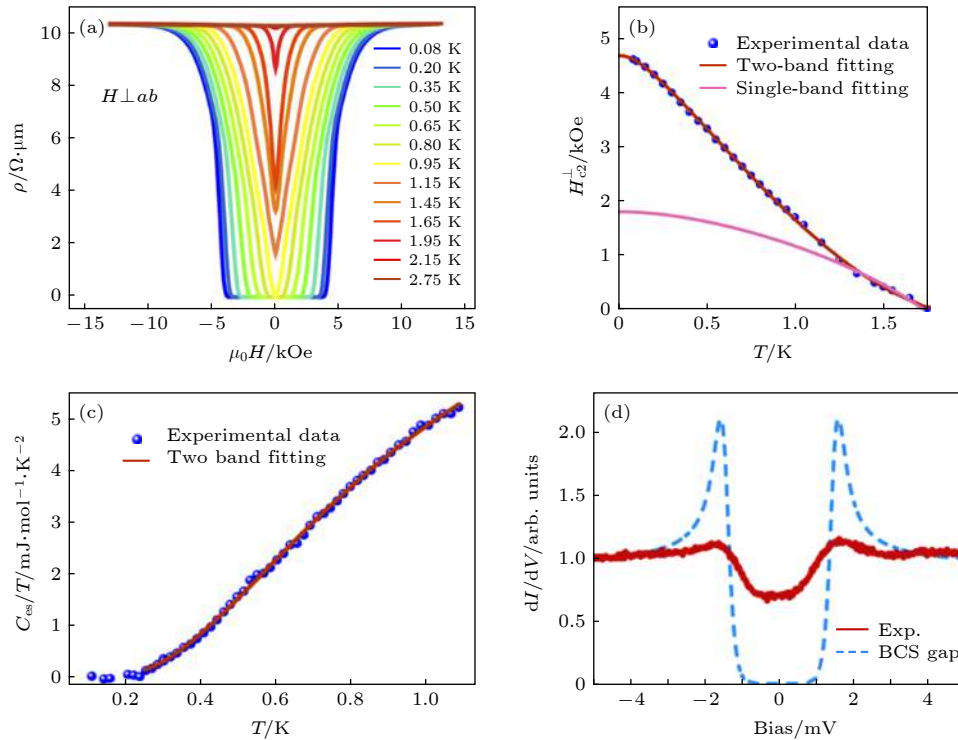 (a)
10
8
6
4
2
0
ρ/Ω·μm
H⊥ab
0.08 K
0.20 K
0.35 K
0.50 K
0.65 K
0.80 K
0.95 K
1.15 K
1.45 K
1.65 K
1.95 K
2.15 K
2.75 K
−15 −10 −5 0 5 10 15
μ₀H/kOe
(b)
5
4
3
2
1
0
H⊥c2/kOe
Experimental data
Two-band fitting
Single-band fitting
0 0.5 1.0 1.5
T/K
(c)
5
4
3
2
1
0
Ces/T/mJ·mol⁻¹·K⁻²
Experimental data
Two band fitting
0.2 0.4 0.6 0.8 1.0
T/K
(d)
2.0
1.5
1.0
0.5
0
dI/dV/arb. units
Exp.
BCS gap
−4 −2 0 2 4
Bias/mV